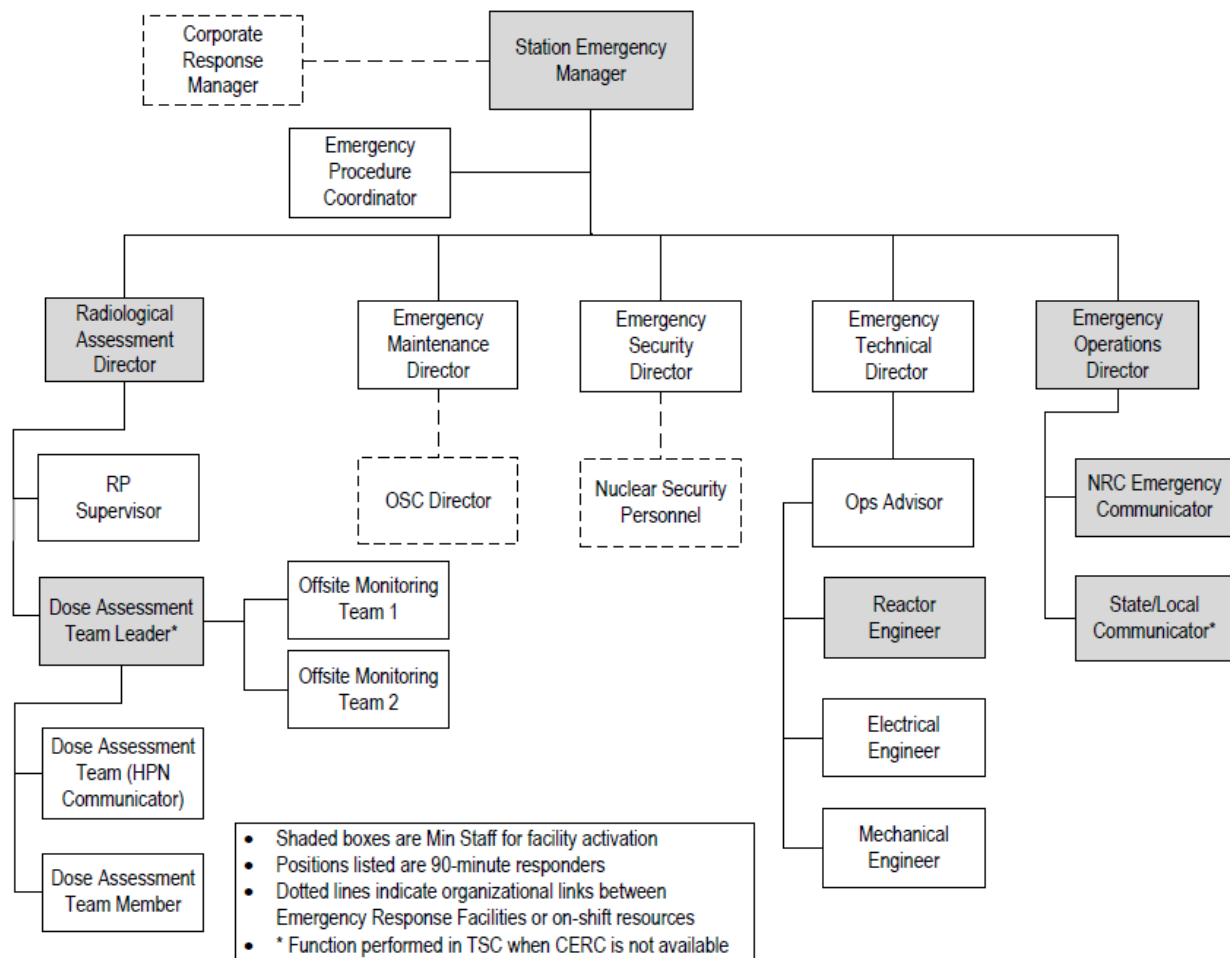 Corporate
Response
Manager
Station Emergency
Manager
Emergency
Procedure
Coordinator
Radiological
Assessment
Director
Emergency
Maintenance
Director
Emergency
Security
Director
Emergency
Technical
Director
Emergency
Operations
Director
RP
Supervisor
OSC Director
Nuclear Security
Personnel
Ops Advisor
NRC Emergency
Communicator
Dose Assessment
Team Leader*
Offsite Monitoring
Team 1
Offsite Monitoring
Team 2
Reactor
Engineer
State/Local
Communicator*
Dose Assessment
Team (HPN
Communicator)
Electrical
Engineer
Dose Assessment
Team Member
Mechanical
Engineer
• Shaded boxes are Min Staff for facility activation
• Positions listed are 90-minute responders
• Dotted lines indicate organizational links between
Emergency Response Facilities or on-shift resources
• * Function performed in TSC when CERC is not available